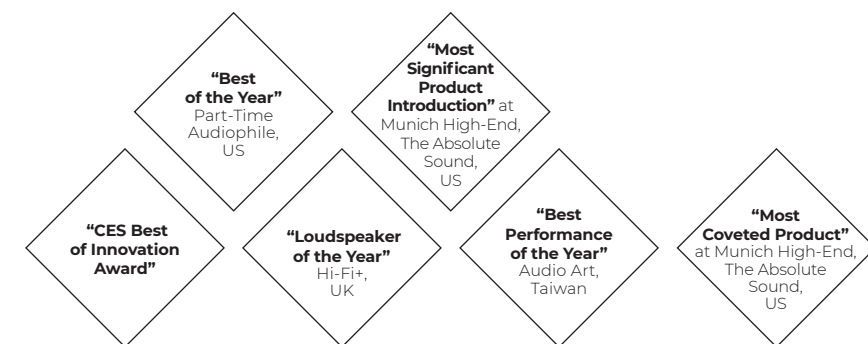 “Best
of the Year”
Part-Time
Audiophile,
US
“Most
Significant
Product
Introduction” at
Munich High-End,
The Absolute
Sound,
US
“CES Best
of Innovation
Award”
“Loudspeaker
of the Year”
Hi-Fi+,
UK
“Best
Performance
of the Year”
Audio Art,
Taiwan
“Most
Coveted Product”
at Munich High-End,
The Absolute
Sound,
US